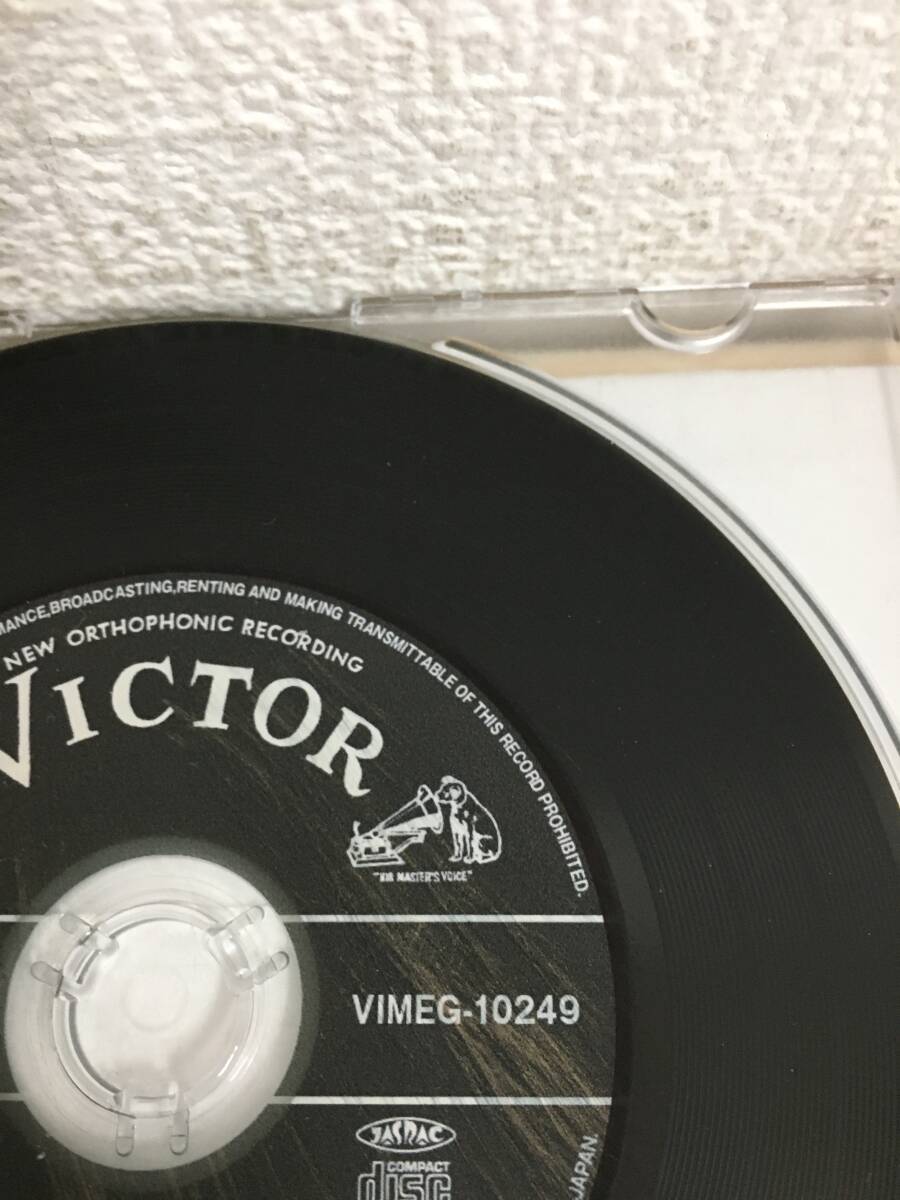 BROADCASTING,RENTING AND MAKING TRANSMITTABLE OF THIS RECORD PROHIBITED.
NEW ORTHOPHONIC RECORDING
VICTOR
"HIS MASTER'S VOICE"
VIMEG-10249
JASRAC
COMPACT
disc
JAPAN.